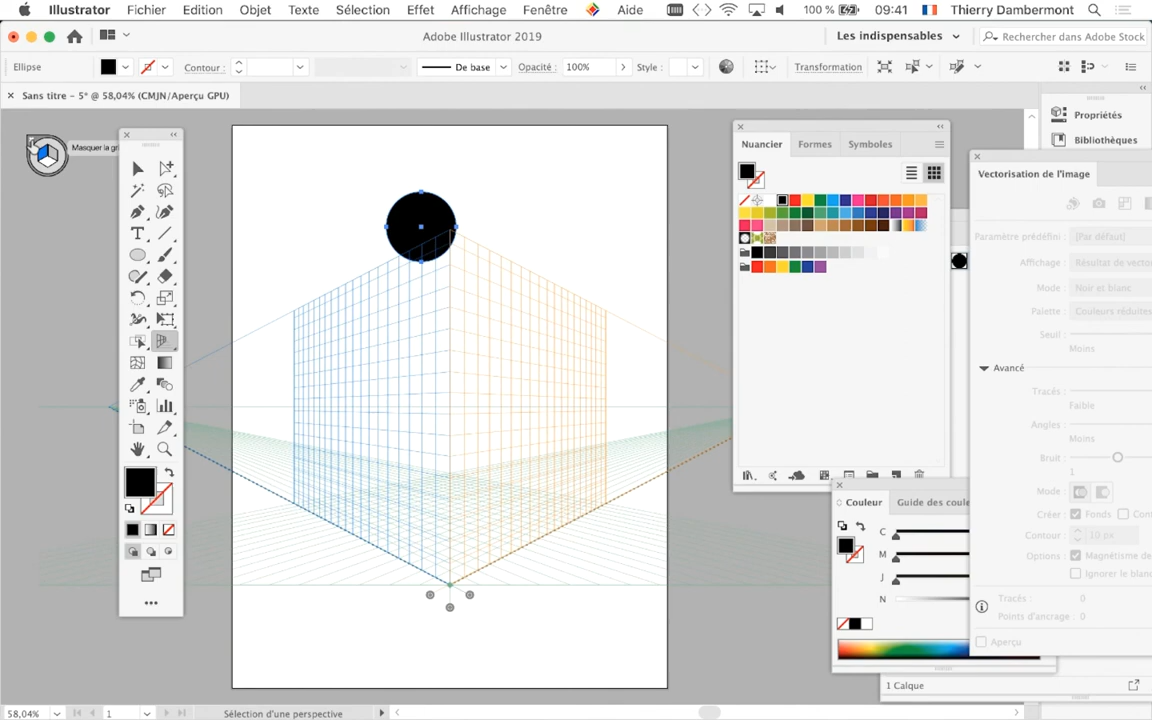 Illustrator Fichier Edition Objet Texte Sélection Effet Affichage Fenêtre Aide 100 % 09:41 Thierry Dambermont
Adobe Illustrator 2019 Les indispensables Rechercher dans Adobe Stock
Ellipse Contour : De base Opacité : 100% Style : Transformation
Sans titre - 5* @ 58,04% (CMJN/Aperçu GPU)
Propriétés
Bibliothèques
Masquer la gri
Nuancier Formes Symboles
Vectorisation de l'image
Paramètre prédéfini : [Par défaut]
Affichage : Résultat de vecto
Mode : Noir et blanc
Palette : Couleurs réduites
Seuil :
Moins
Avancé
Tracés :
Faible
Angles :
Moins
Bruit :
1
Mode
Créer : Fonds Con
Contour : 10 px
Options : Magnétisme de
Ignorer le blanc
Tracés : 0
Points d'ancrage : 0
Aperçu
Couleur Guide des coule
C
M
J
N
1 Calque
58,04% 1 Sélection d'une perspective